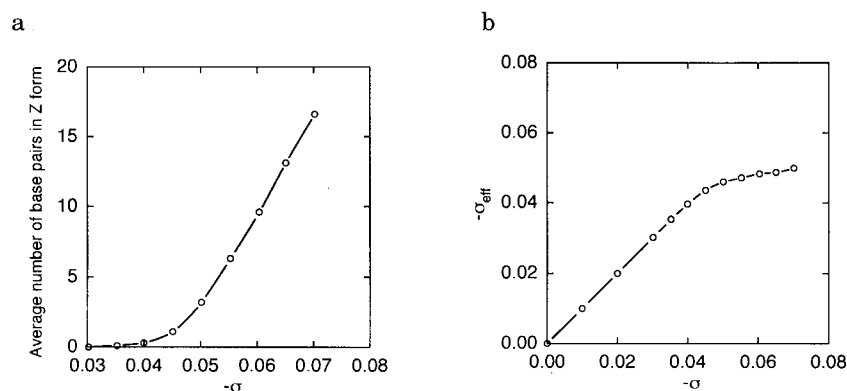 a
Average number of base pairs in Z form
20
15
10
5
0
0.03 0.04 0.05 0.06 0.07 0.08
-σ
b
-σeff
0.08
0.06
0.04
0.02
0.00
0.00 0.02 0.04 0.06 0.08
-σ